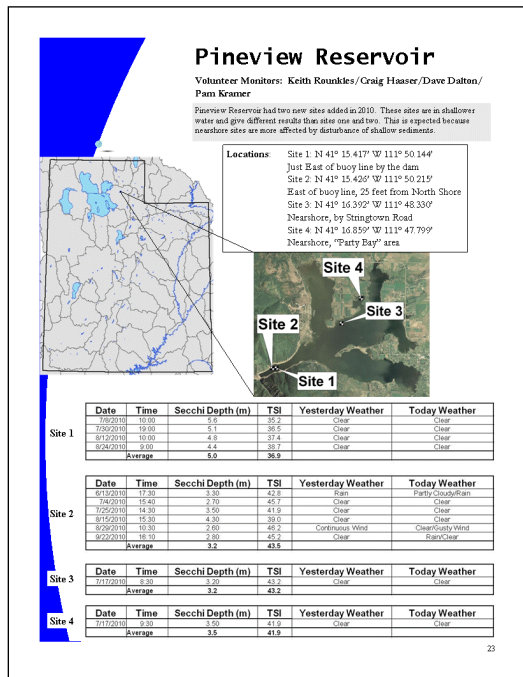 Pineview Reservoir
Volunteer Monitors: Keith Rounkles/Craig Haaser/Dave Dalton/
Pam Kramer
Pineview Reservoir had two new sites added in 2010. These sites are in shallower
water and give different results than sites one and two. This is expected because
nearshore sites are more affected by disturbance of shallow sediments.
Locations: Site 1: N 41° 15.417' W 111° 50.144'
Just East of buoy line by the dam
Site 2: N 41° 15.426' W 111° 50.215'
East of buoy line, 25 feet from North Shore
Site 3: N 41° 16.392' W 111° 48.330'
Nearshore, by Stringtown Road
Site 4: N 41° 16.859' W 111° 47.799'
Nearshore, "Party Bay" area
Site 4
Site 3
Site 2
Site 1
Site 1
Date Time Secchi Depth (m) TSI Yesterday Weather Today Weather
7/8/2010 10:00 5.6 35.2 Clear Clear
7/30/2010 19:00 5.1 36.5 Clear Clear
8/12/2010 10:00 4.8 37.4 Clear Clear
8/24/2010 9:00 4.4 38.7 Clear Clear
Average 5.0 36.9
Site 2
Date Time Secchi Depth (m) TSI Yesterday Weather Today Weather
6/13/2010 17:30 3.30 42.8 Rain Partly Cloudy/Rain
7/4/2010 15:40 2.70 45.7 Clear Clear
7/25/2010 14:30 3.50 41.9 Clear Clear
8/15/2010 15:30 4.30 39.0 Clear Clear
8/29/2010 10:30 2.60 46.2 Continuous Wind Clear/Gusty Wind
9/22/2010 16:10 2.80 45.2 Clear Rain/Clear
Average 3.2 43.5
Site 3
Date Time Secchi Depth (m) TSI Yesterday Weather Today Weather
7/17/2010 8:30 3.20 43.2 Clear Clear
Average 3.2 43.2
Site 4
Date Time Secchi Depth (m) TSI Yesterday Weather Today Weather
7/17/2010 9:30 3.50 41.9 Clear Clear
Average 3.5 41.9
23